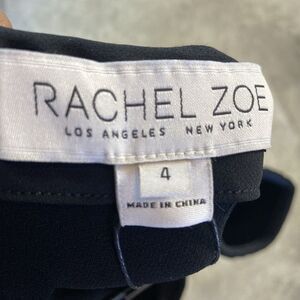 RACHEL ZOE
LOS ANGELES NEW YORK
4
MADE IN CHINA